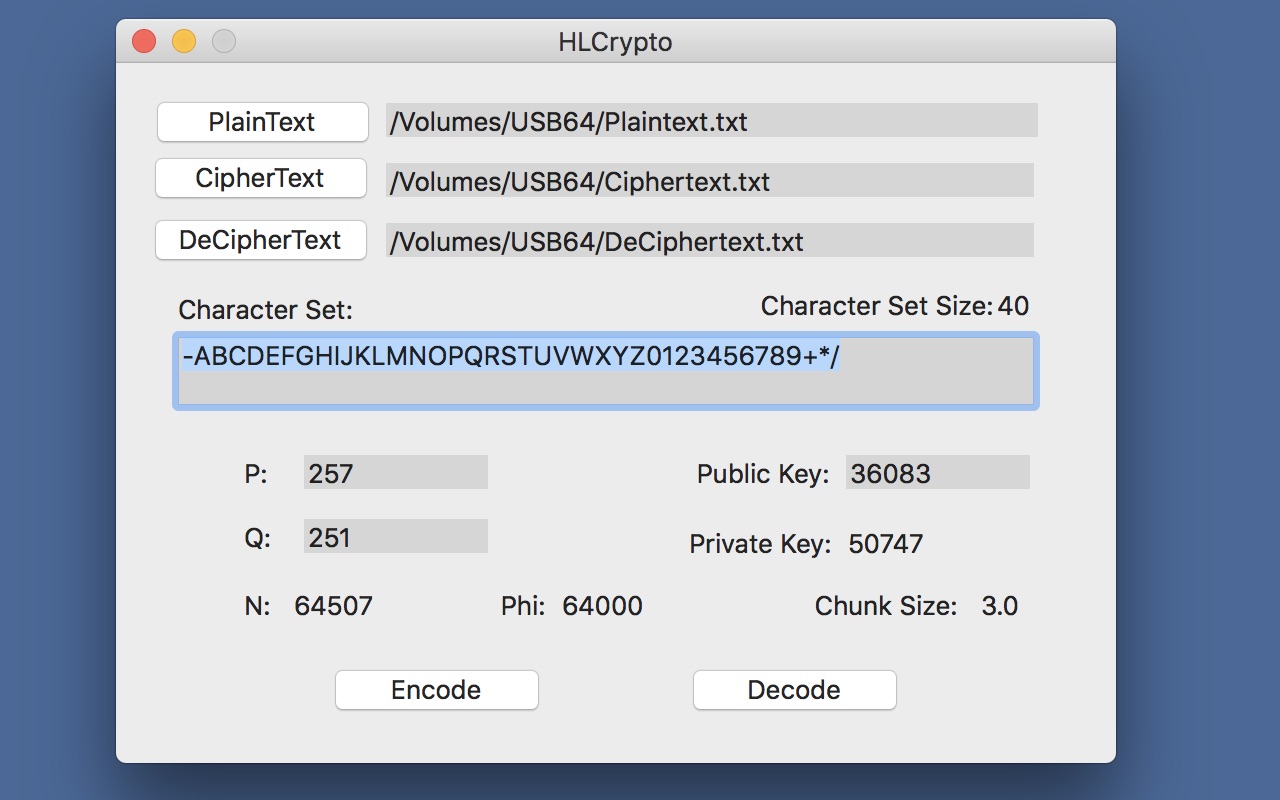 HLCrypto
PlainText /Volumes/USB64/Plaintext.txt
CipherText /Volumes/USB64/Ciphertext.txt
DeCipherText /Volumes/USB64/DeCiphertext.txt
Character Set: Character Set Size: 40
-ABCDEFGHIJKLMNOPQRSTUVWXYZ0123456789+*/
P: 257 Public Key: 36083
Q: 251 Private Key: 50747
N: 64507 Phi: 64000 Chunk Size: 3.0
Encode Decode